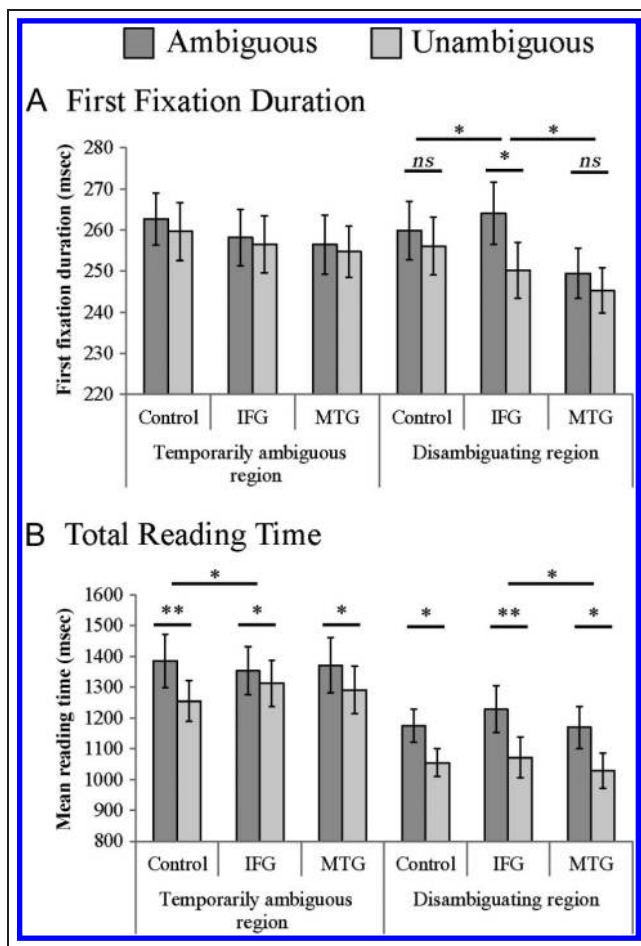 Ambiguous Unambiguous
A First Fixation Duration
* *
ns * ns
First fixation duration (msec)
280
270
260
250
240
230
220
Control IFG MTG Control IFG MTG
Temporarily ambiguous region Disambiguating region
B Total Reading Time
* *
** * * * ** *
Mean reading time (msec)
1600
1500
1400
1300
1200
1100
1000
900
800
Control IFG MTG Control IFG MTG
Temporarily ambiguous region Disambiguating region